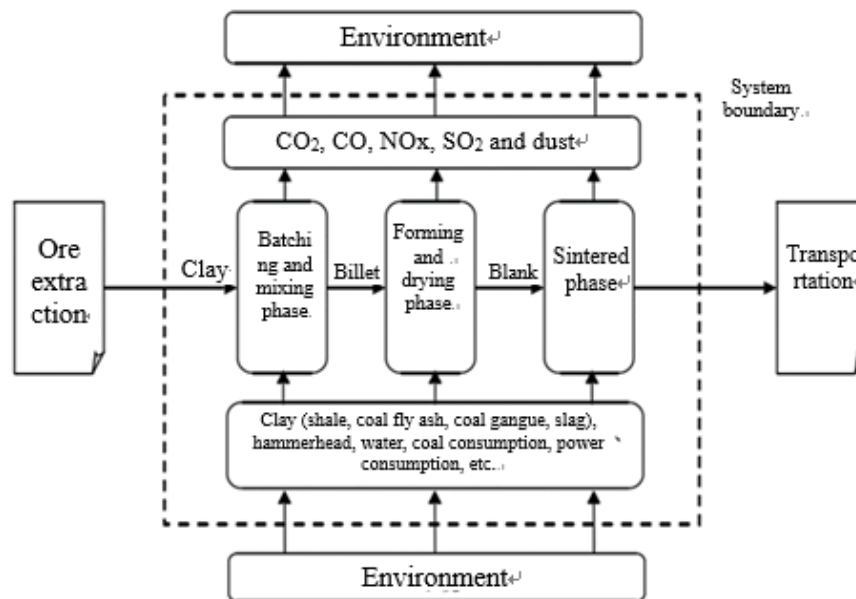 Environment↵
System
boundary.
CO₂, CO, NOx, SO₂ and dust↵
Ore
extra
ction
Clay
Batchi
ng and
mixing
phase.
Billet
Forming
and
drying
phase.
Blank
Sintered
phase↵
Transpo
rtation
Clay (shale, coal fly ash, coal gangue, slag),
hammerhead, water, coal consumption, power
consumption, etc..
Environment↵